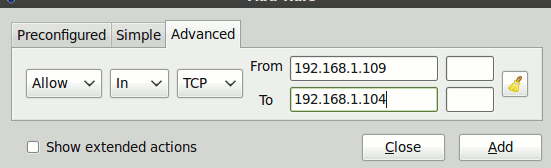 Preconfigured Simple Advanced
Allow In TCP From 192.168.1.109
To 192.168.1.104
Show extended actions Close Add